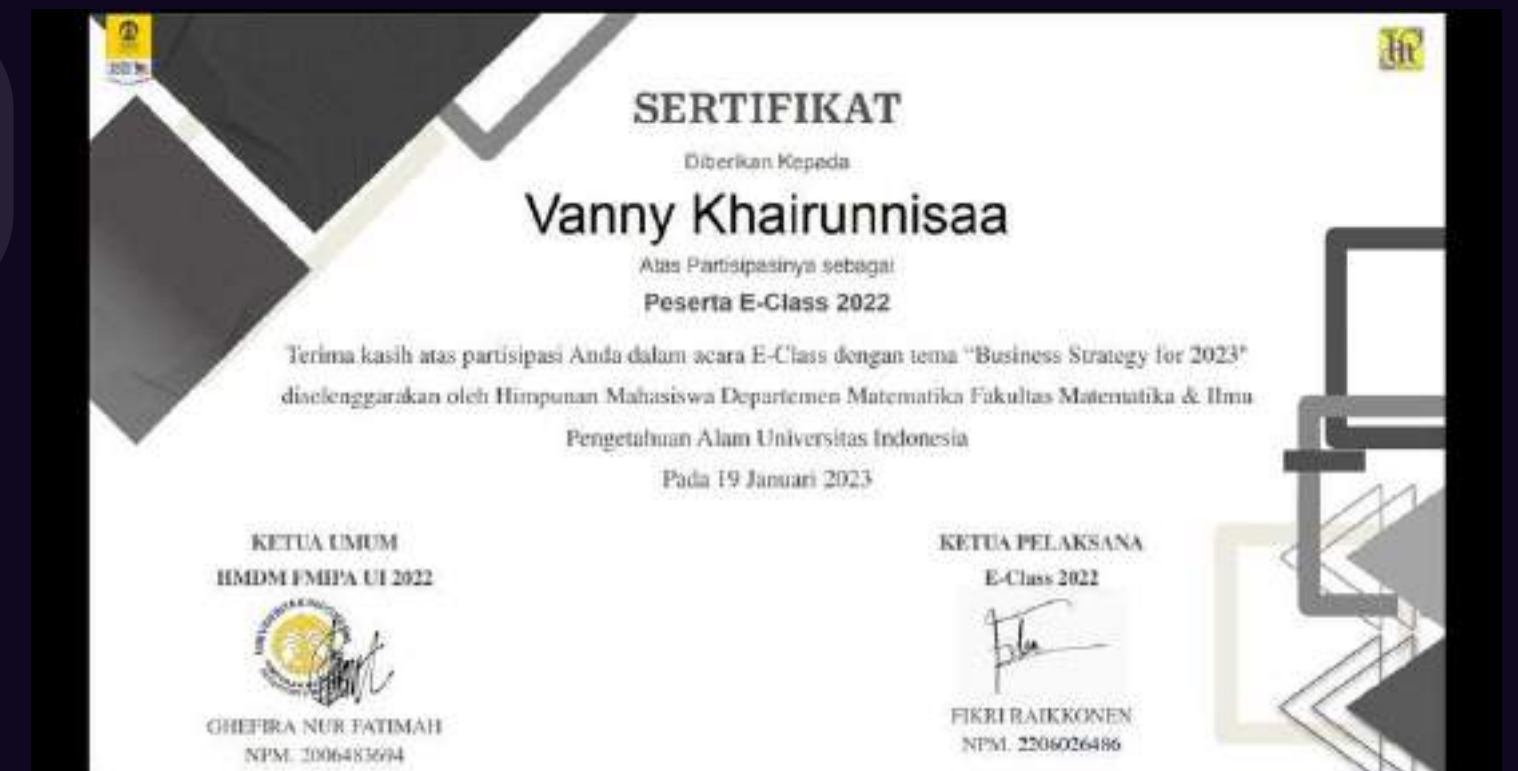 SERTIFIKAT
Diberikan Kepada
Vanny Khairunnisaa
Atas Partisipasinya sebagai
Peserta E-Class 2022
Terima kasih atas partisipasi Anda dalam acara E-Class dengan tema "Business Strategy for 2023"
diselenggarakan oleh Himpunan Mahasiswa Departemen Matematika Fakultas Matematika & Ilmu
Pengetahuan Alam Universitas Indonesia
Pada 19 Januari 2023
KETUA UMUM
HMDM FMIPA UI 2022
GHEFIRA NUR FATIMAH
NPM. 2006483694
KETUA PELAKSANA
E-Class 2022
FIKRI RAIKKONEN
NPM. 2206026486